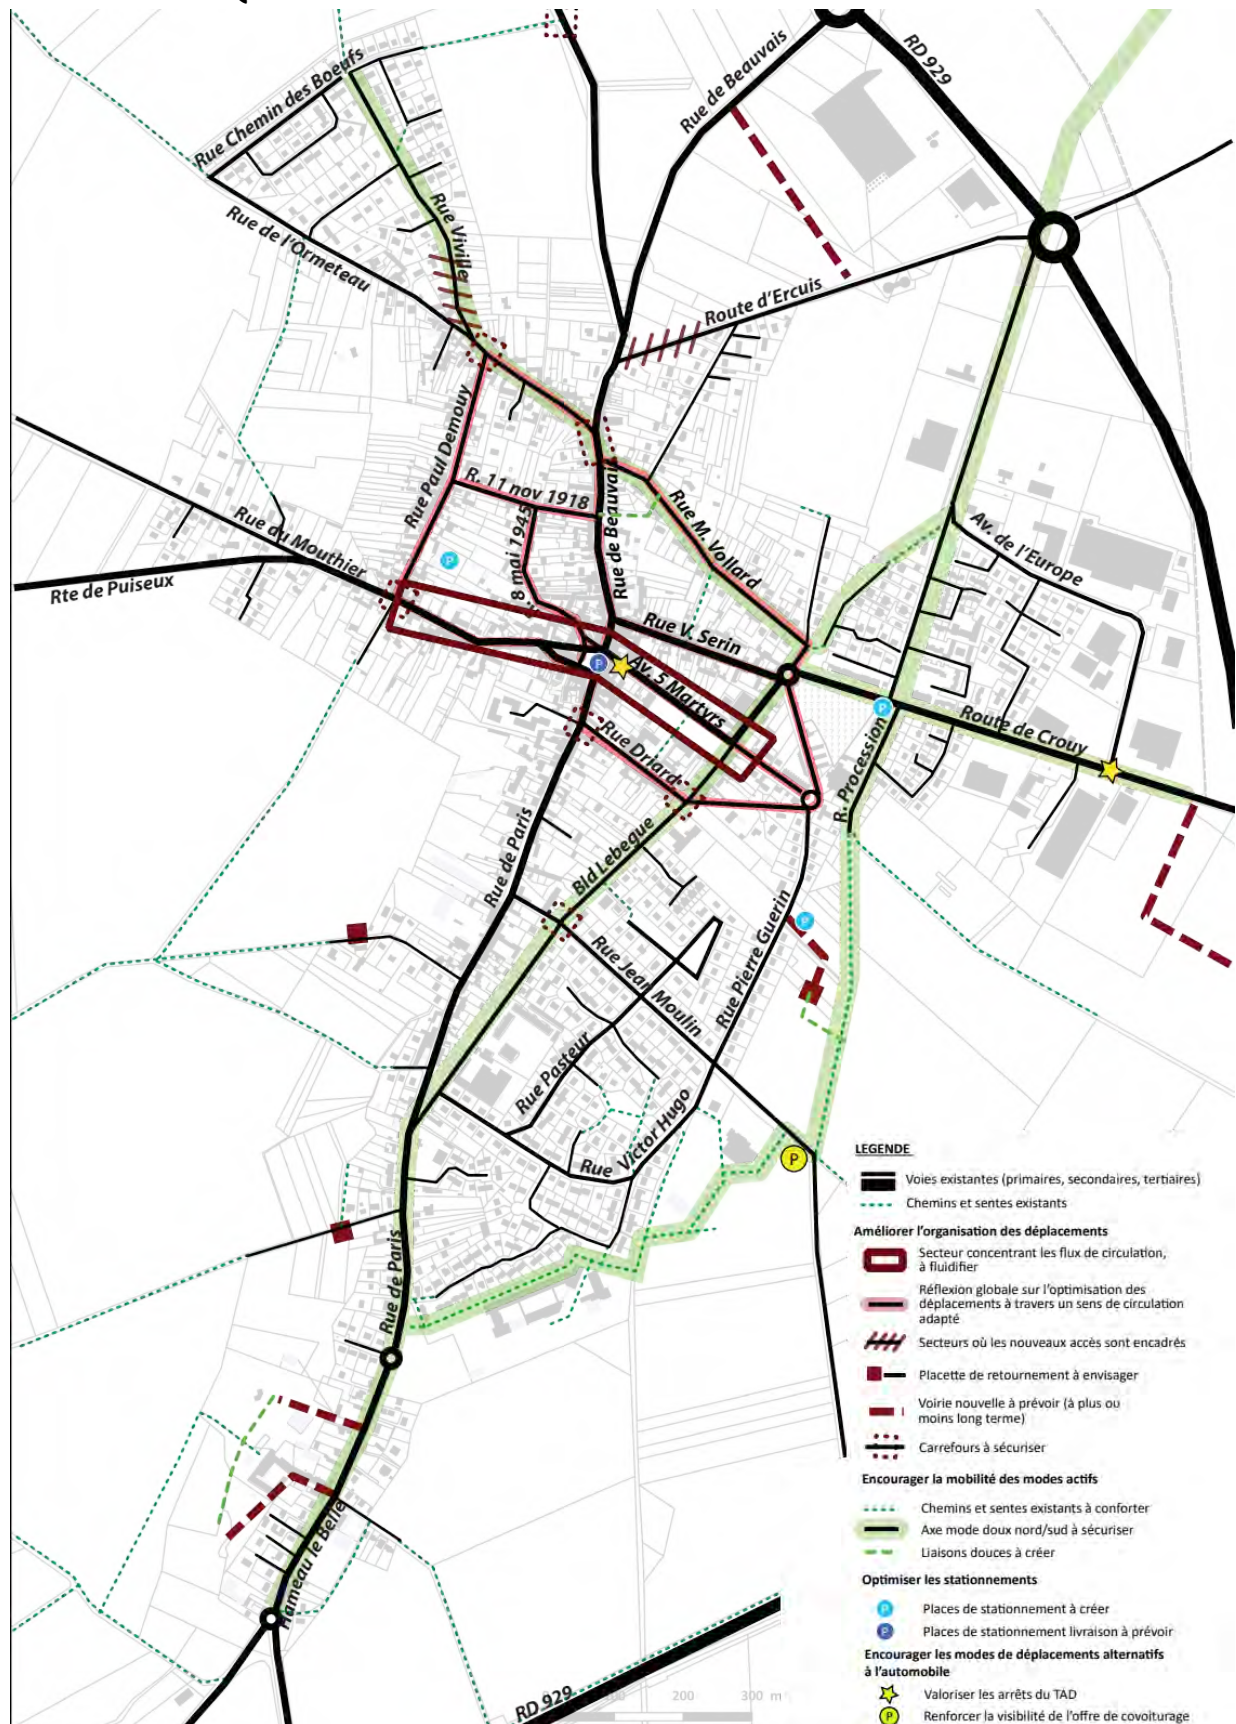 RD 929
Rue de Beauvais
Rue Chemin des Boeufs
Rue Viville
Rue de l'Ormeteau
Route d'Ercuis
Rue Paul Demouy
R. 11 nov 1918
Rue de Beauvais
Rue M. Vollard
8 mai 1945
Av. de l'Europe
Rue du Mouthier
Rte de Puiseux
P
Rue V. Serin
P
Av. 5 Martyrs
P
Route de Crouy
R. Procession
Rue Driard
Rue de Paris
Bld Lebegue
P
Rue Jean Moulin
Rue Pierre Guerin
Rue Pasteur
Rue Victor Hugo
P
Rue de Paris
Hameau le Belle
RD 929
200
300 m
LEGENDE
Voies existantes (primaires, secondaires, tertiaires)
Chemins et sentes existants
Améliorer l'organisation des déplacements
Secteur concentrant les flux de circulation,
à fluidifier
Réflexion globale sur l'optimisation des
déplacements à travers un sens de circulation
adapté
Secteurs où les nouveaux accès sont encadrés
Placette de retournement à envisager
Voirie nouvelle à prévoir (à plus ou
moins long terme)
Carrefours à sécuriser
Encourager la mobilité des modes actifs
Chemins et sentes existants à conforter
Axe mode doux nord/sud à sécuriser
Liaisons douces à créer
Optimiser les stationnements
P Places de stationnement à créer
P Places de stationnement livraison à prévoir
Encourager les modes de déplacements alternatifs
à l'automobile
Valoriser les arrêts du TAD
P Renforcer la visibilité de l'offre de covoiturage